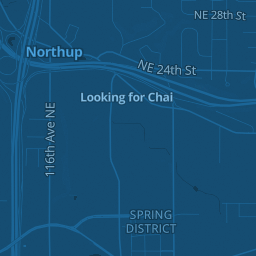 NE 28th St
Northup
NE 24th St
Looking for Chai
116th Ave NE
SPRING
DISTRICT